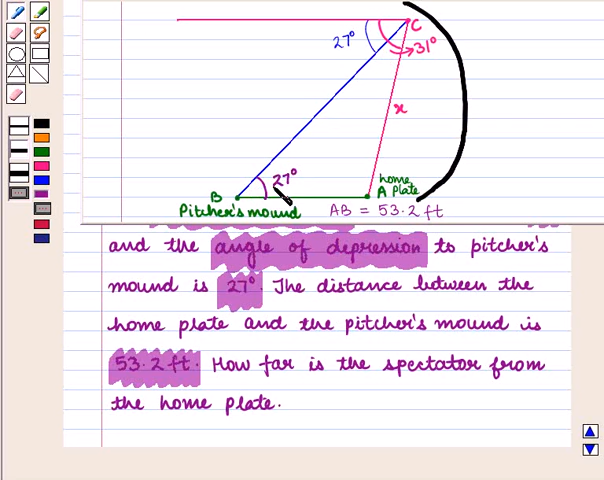 C
27°
31°
x
27°
home
B A Plate
Pitcher's mound AB = 53.2 ft
and the angle of depression to pitcher's
mound is 27°. The distance between the
home plate and the pitcher's mound is
53.2 ft. How far is the spectator from
the home plate.